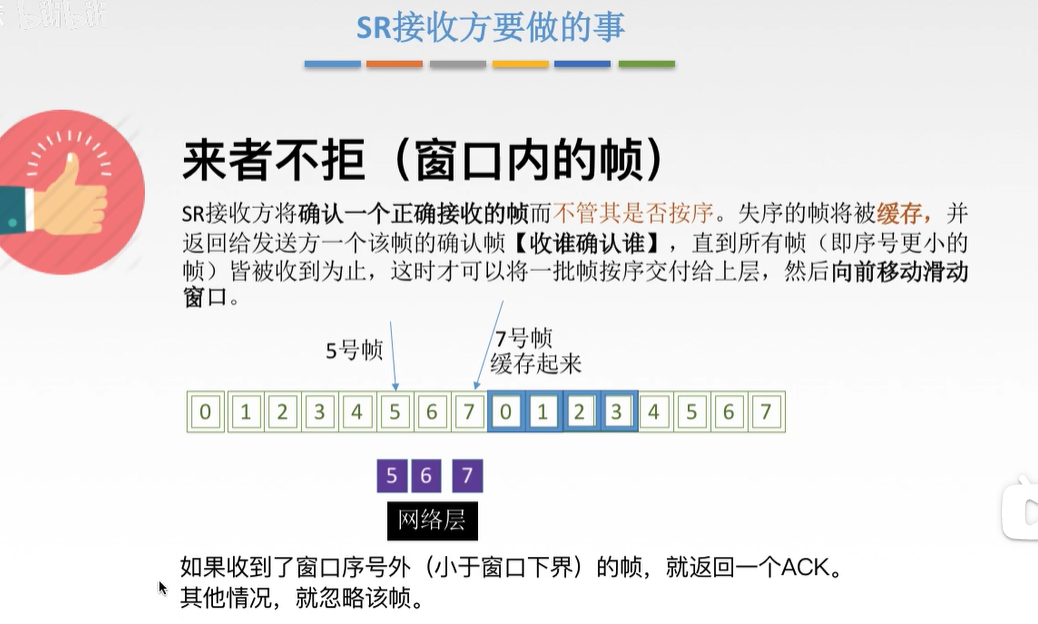 SR接收方要做的事
来者不拒（窗口内的帧）
SR接收方将确认一个正确接收的帧而不管其是否按序。失序的帧将被缓存，并
返回给发送方一个该帧的确认帧【收谁确认谁】，直到所有帧（即序号更小的
帧）皆被收到为止，这时才可以将一批帧按序交付给上层，然后向前移动滑动
窗口。
5号帧
7号帧
缓存起来
0 1 2 3 4 5 6 7 0 1 2 3 4 5 6 7
5 6 7
网络层
如果收到了窗口序号外（小于窗口下界）的帧，就返回一个ACK。
其他情况，就忽略该帧。